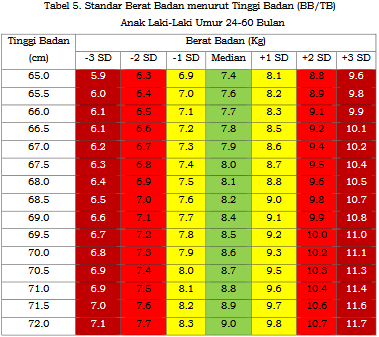 Tabel 5. Standar Berat Badan menurut Tinggi Badan (BB/TB)
Anak Laki-Laki Umur 24-60 Bulan
Tinggi Badan (cm) Berat Badan (Kg)
-3 SD -2 SD -1 SD Median +1 SD +2 SD +3 SD
65.0 5.9 6.3 6.9 7.4 8.1 8.8 9.6
65.5 6.0 6.4 7.0 7.6 8.2 8.9 9.8
66.0 6.1 6.5 7.1 7.7 8.3 9.1 9.9
66.5 6.1 6.6 7.2 7.8 8.5 9.2 10.1
67.0 6.2 6.7 7.3 7.9 8.6 9.4 10.2
67.5 6.3 6.8 7.4 8.0 8.7 9.5 10.4
68.0 6.4 6.9 7.5 8.1 8.8 9.6 10.5
68.5 6.5 7.0 7.6 8.2 9.0 9.8 10.7
69.0 6.6 7.1 7.7 8.4 9.1 9.9 10.8
69.5 6.7 7.2 7.8 8.5 9.2 10.0 11.0
70.0 6.8 7.3 7.9 8.6 9.3 10.2 11.1
70.5 6.9 7.4 8.0 8.7 9.5 10.3 11.3
71.0 6.9 7.5 8.1 8.8 9.6 10.4 11.4
71.5 7.0 7.6 8.2 8.9 9.7 10.6 11.6
72.0 7.1 7.7 8.3 9.0 9.8 10.7 11.7